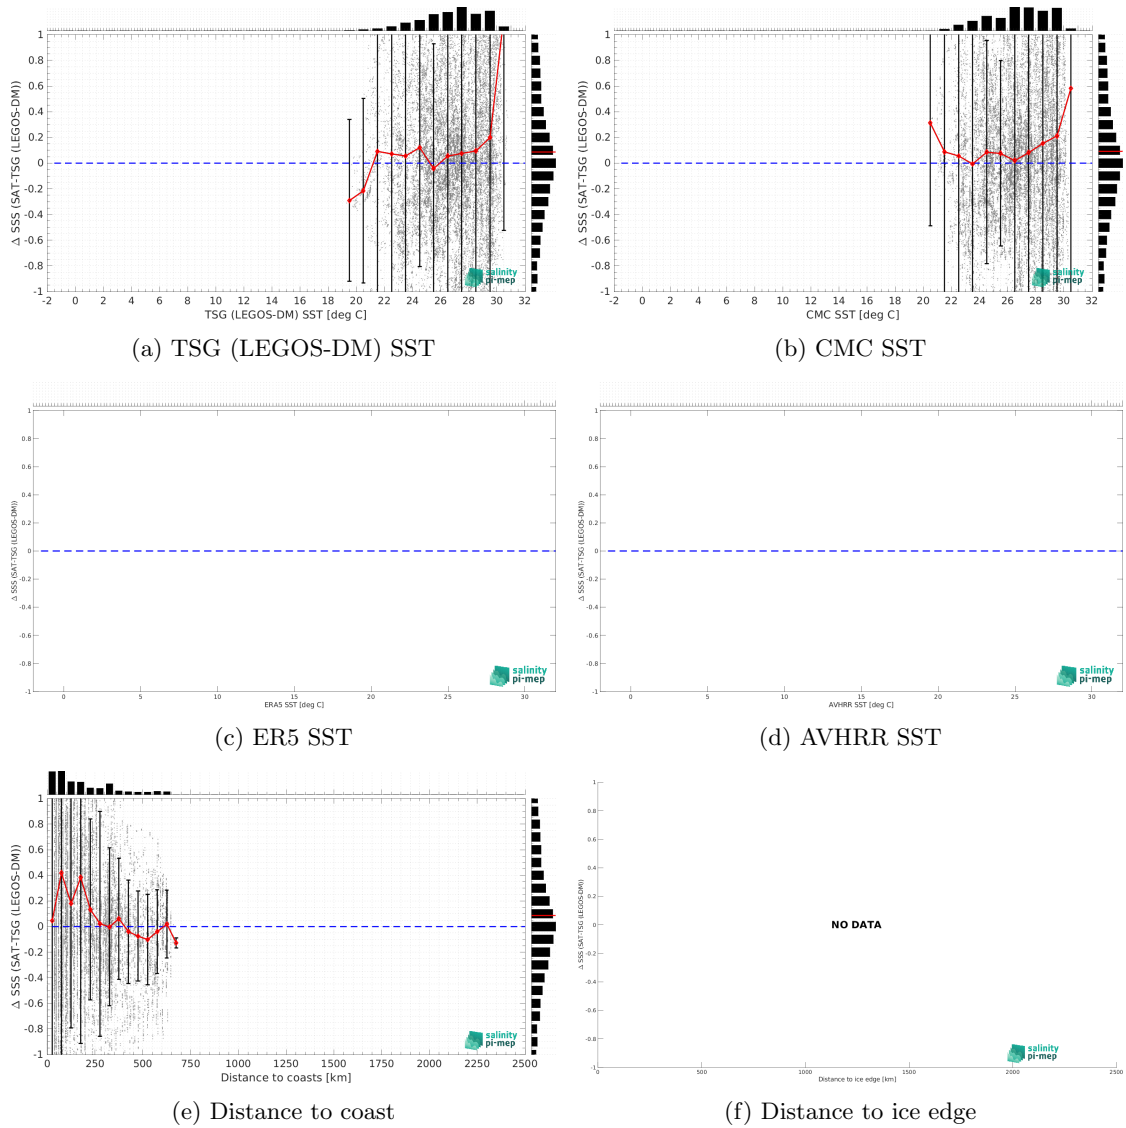 1
0.8
0.6
0.4
0.2
0
-0.2
-0.4
-0.6
-0.8
-1
Δ SSS (SAT-TSG (LEGOS-DM))
salinity
pi-mep
-2 0 2 4 6 8 10 12 14 16 18 20 22 24 26 28 30 32
TSG (LEGOS-DM) SST [deg C]
(a) TSG (LEGOS-DM) SST
1
0.8
0.6
0.4
0.2
0
-0.2
-0.4
-0.6
-0.8
-1
Δ SSS (SAT-TSG (LEGOS-DM))
salinity
pi-mep
-2 0 2 4 6 8 10 12 14 16 18 20 22 24 26 28 30 32
CMC SST [deg C]
(b) CMC SST
1
0.8
0.6
0.4
0.2
0
-0.2
-0.4
-0.6
-0.8
-1
Δ SSS (SAT-TSG (LEGOS-DM))
salinity
pi-mep
0 5 10 15 20 25 30
ERA5 SST [deg C]
(c) ER5 SST
1
0.8
0.6
0.4
0.2
0
-0.2
-0.4
-0.6
-0.8
-1
Δ SSS (SAT-TSG (LEGOS-DM))
salinity
pi-mep
0 5 10 15 20 25 30
AVHRR SST [deg C]
(d) AVHRR SST
1
0.8
0.6
0.4
0.2
0
-0.2
-0.4
-0.6
-0.8
-1
Δ SSS (SAT-TSG (LEGOS-DM))
salinity
pi-mep
0 250 500 750 1000 1250 1500 1750 2000 2250 2500
Distance to coasts [km]
(e) Distance to coast
1
0.8
0.6
0.4
0.2
0
-0.2
-0.4
-0.6
-0.8
-1
Δ SSS (SAT-TSG (LEGOS-DM))
NO DATA
salinity
pi-mep
0 500 1000 1500 2000 2500
Distance to ice edge [km]
(f) Distance to ice edge